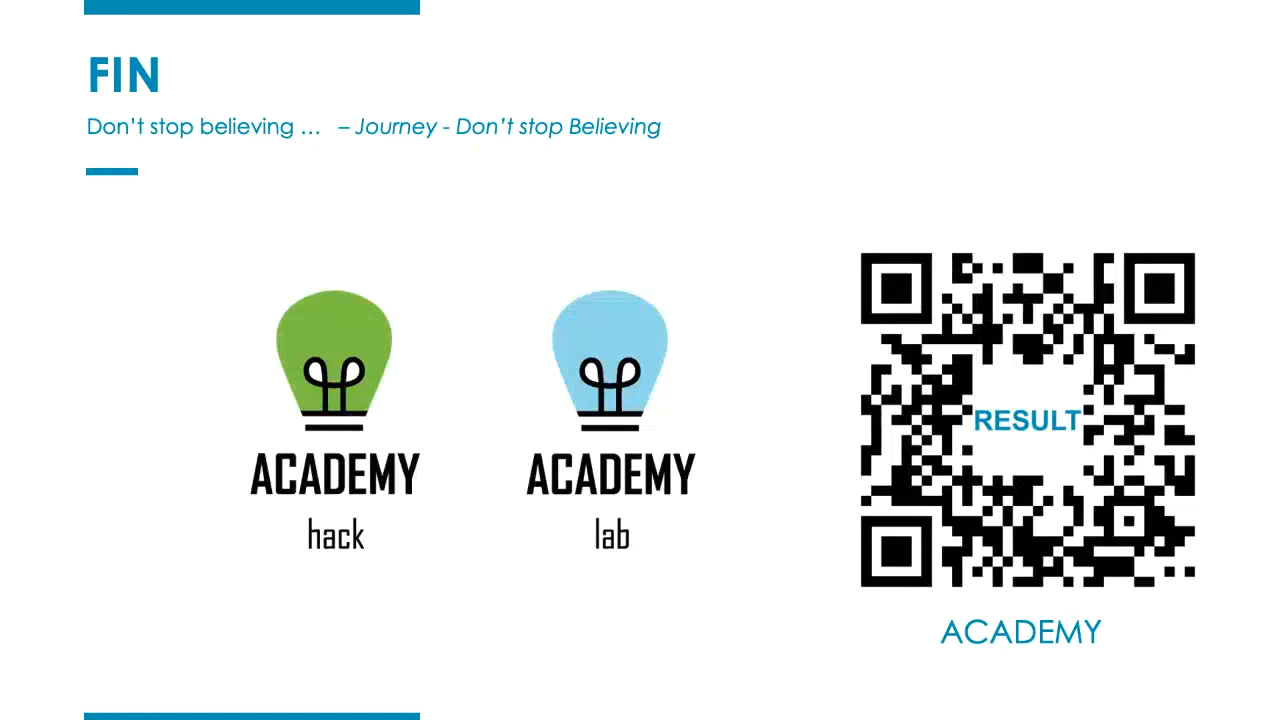 FIN
Don’t stop believing … – Journey - Don’t stop Believing
RESULT
ACADEMY
hack
ACADEMY
lab
ACADEMY